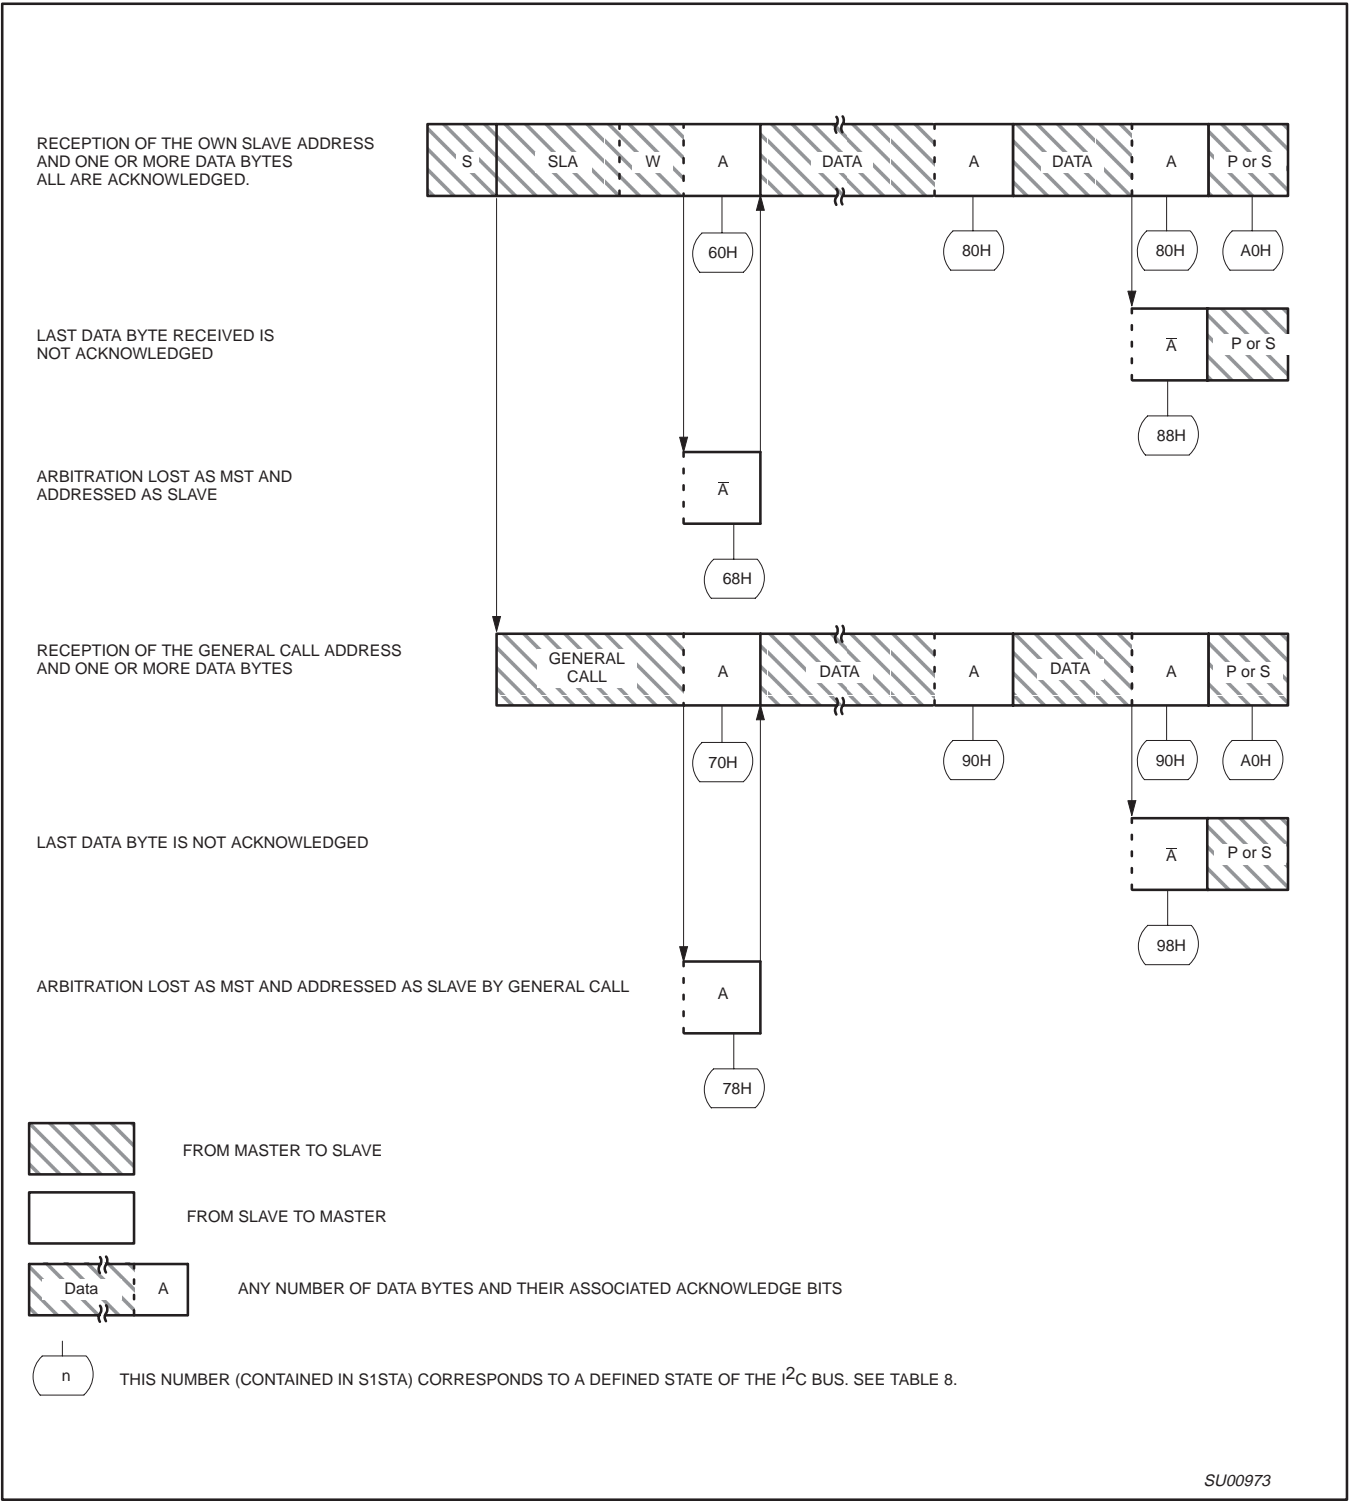 RECEPTION OF THE OWN SLAVE ADDRESS
AND ONE OR MORE DATA BYTES
ALL ARE ACKNOWLEDGED.
S SLA W A DATA A DATA A P or S
60H 80H 80H A0H
LAST DATA BYTE RECEIVED IS
NOT ACKNOWLEDGED
A̅ P or S
88H
ARBITRATION LOST AS MST AND
ADDRESSED AS SLAVE
A̅
68H
RECEPTION OF THE GENERAL CALL ADDRESS
AND ONE OR MORE DATA BYTES
GENERAL
CALL
A DATA A DATA A P or S
70H 90H 90H A0H
LAST DATA BYTE IS NOT ACKNOWLEDGED
A̅ P or S
98H
ARBITRATION LOST AS MST AND ADDRESSED AS SLAVE BY GENERAL CALL
A
78H
FROM MASTER TO SLAVE
FROM SLAVE TO MASTER
Data A ANY NUMBER OF DATA BYTES AND THEIR ASSOCIATED ACKNOWLEDGE BITS
n THIS NUMBER (CONTAINED IN S1STA) CORRESPONDS TO A DEFINED STATE OF THE I²C BUS. SEE TABLE 8.
SU00973